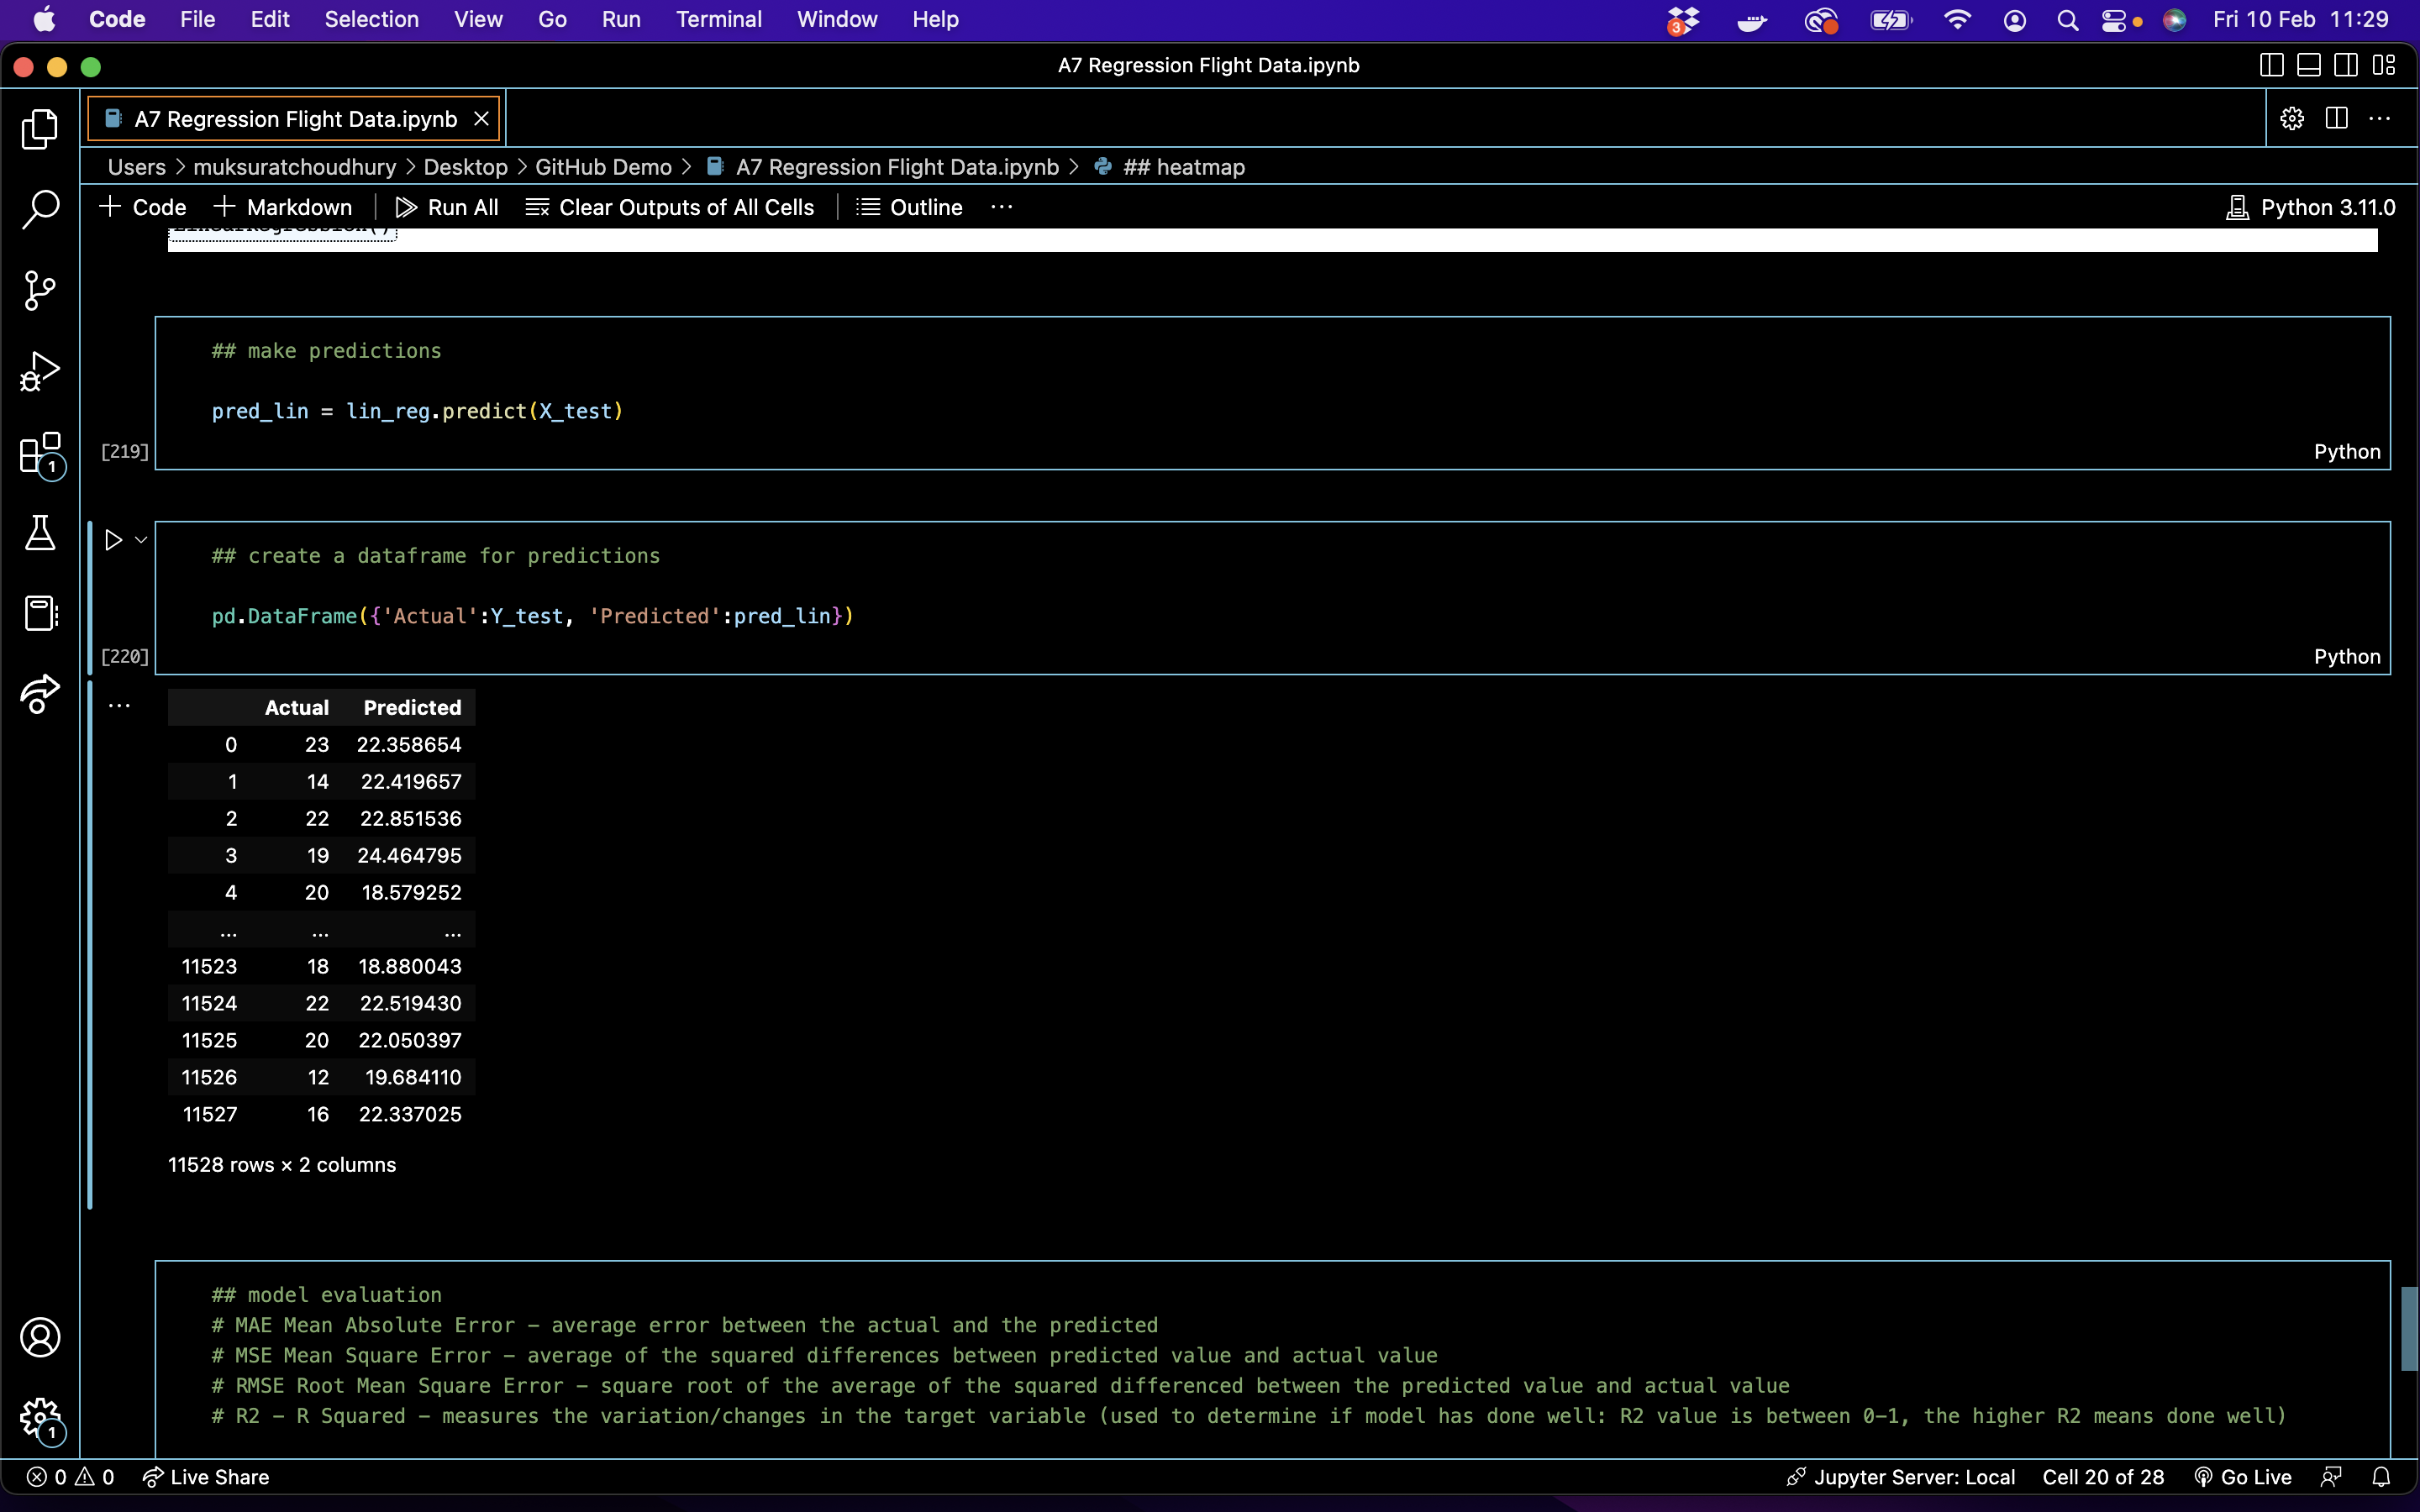 Code File Edit Selection View Go Run Terminal Window Help 3 Fri 10 Feb 11:29
A7 Regression Flight Data.ipynb
A7 Regression Flight Data.ipynb
Users > muksuratchoudhury > Desktop > GitHub Demo > A7 Regression Flight Data.ipynb > ## heatmap
+ Code + Markdown Run All Clear Outputs of All Cells Outline ... Python 3.11.0
LinearRegression()
## make predictions
pred_lin = lin_reg.predict(X_test)
[219] Python
1
## create a dataframe for predictions
pd.DataFrame({'Actual':Y_test, 'Predicted':pred_lin})
[220] Python
... Actual Predicted
0 23 22.358654
1 14 22.419657
2 22 22.851536
3 19 24.464795
4 20 18.579252
... ... ...
11523 18 18.880043
11524 22 22.519430
11525 20 22.050397
11526 12 19.684110
11527 16 22.337025
11528 rows × 2 columns
## model evaluation
# MAE Mean Absolute Error – average error between the actual and the predicted
# MSE Mean Square Error – average of the squared differences between predicted value and actual value
# RMSE Root Mean Square Error – square root of the average of the squared differenced between the predicted value and actual value
# R2 – R Squared – measures the variation/changes in the target variable (used to determine if model has done well: R2 value is between 0–1, the higher R2 means done well)
1
0 0 Live Share Jupyter Server: Local Cell 20 of 28 Go Live